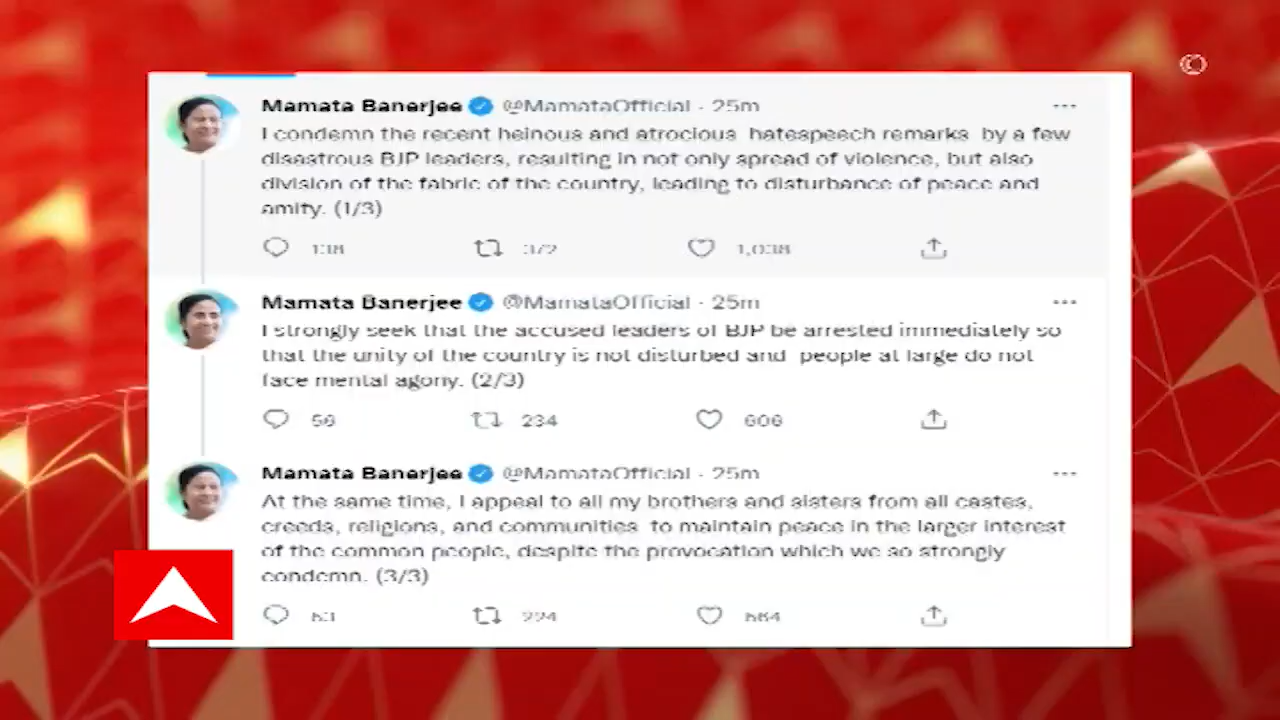 Mamata Banerjee @MamataOfficial · 25m
I condemn the recent heinous and atrocious hatespeech remarks by a few
disastrous BJP leaders, resulting in not only spread of violence, but also
division of the fabric of the country, leading to disturbance of peace and
amity. (1/3)
138 372 1,038
Mamata Banerjee @MamataOfficial · 25m
I strongly seek that the accused leaders of BJP be arrested immediately so
that the unity of the country is not disturbed and people at large do not
face mental agony. (2/3)
234
Mamata Banerjee @MamataOfficial · 25m
At the same time, I appeal to all my brothers and sisters from all castes,
creeds, religions, and communities to maintain peace in the larger interest
of the common people, despite the provocation which we so strongly
condemn. (3/3)